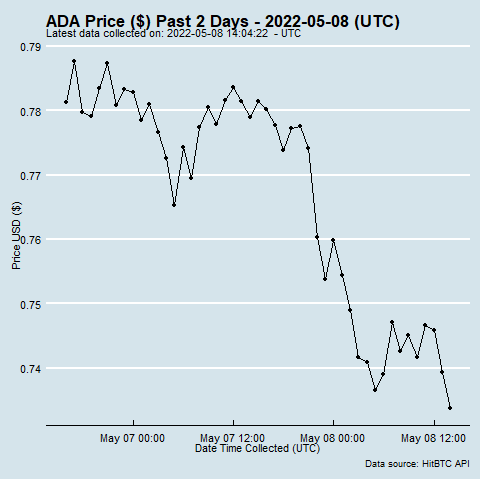 ADA Price ($) Past 2 Days - 2022-05-08 (UTC)
Latest data collected on: 2022-05-08 14:04:22 - UTC
0.79
0.78
0.77
0.76
0.75
0.74
Price USD ($)
May 07 00:00
May 07 12:00
May 08 00:00
May 08 12:00
Date Time Collected (UTC)
Data source: HitBTC API